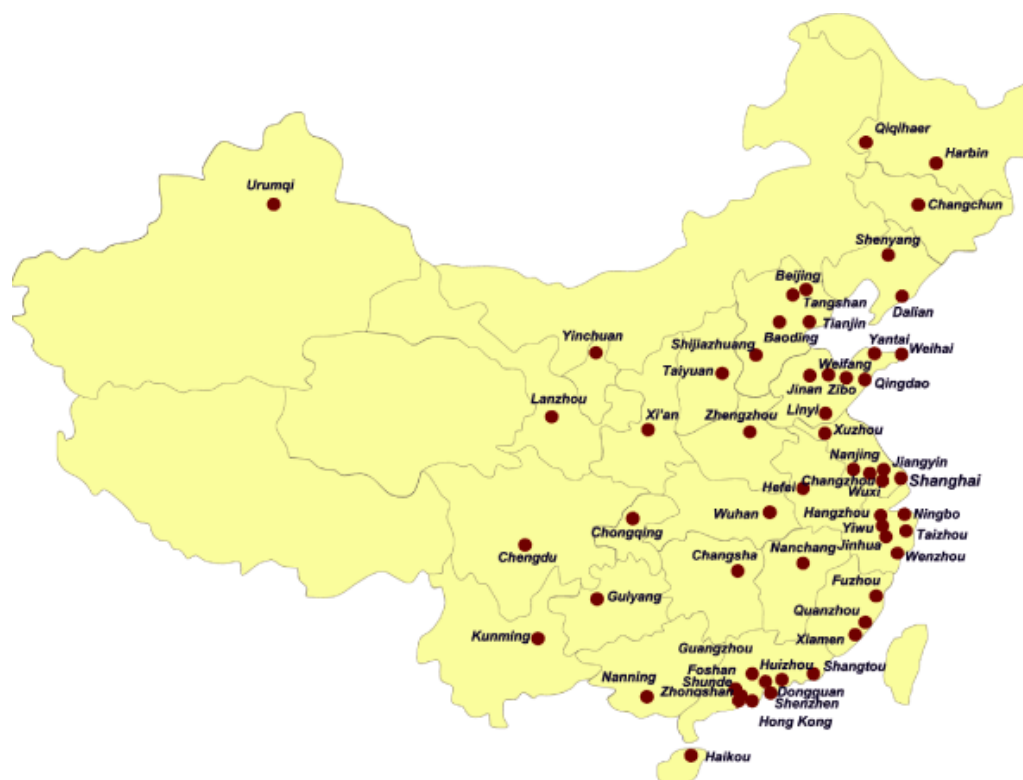 Qiqihaer
Harbin
Urumqi
Changchun
Shenyang
Beijing
Tangshan
Dalian
Yinchuan
Baoding
Tianjin
Shijiazhuang
Yantai
Weihai
Taiyuan
Weifang
Jinan
Zibo
Qingdao
Lanzhou
Xi'an
Zhengzhou
Linyi
Xuzhou
Nanjing
Jiangyin
Changzhou
Shanghai
Hefei
Wuxi
Wuhan
Hangzhou
Ningbo
Chongqing
Yiwu
Taizhou
Chengdu
Changsha
Nanchang
Jinhua
Wenzhou
Fuzhou
Guiyang
Quanzhou
Kunming
Xiamen
Guangzhou
Nanning
Foshan
Huizhou
Shangtou
Shunde
Zhongshan
Dongguan
Shenzhen
Hong Kong
Haikou